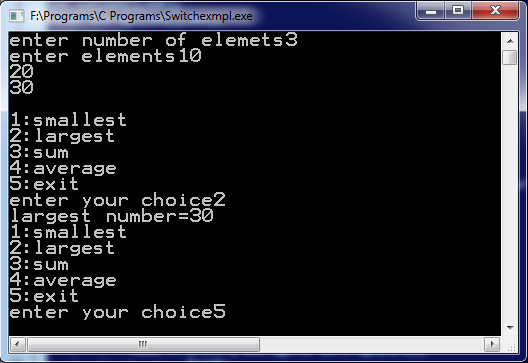 F:\Programs\C Programs\Switchexmpl.exe
enter number of elemets3
enter elements10
20
30
1:smallest
2:largest
3:sum
4:average
5:exit
enter your choice2
largest number=30
1:smallest
2:largest
3:sum
4:average
5:exit
enter your choice5